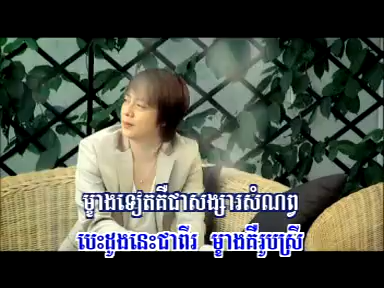 ម្ខាងទៀតគឺជាសង្សារសំណព្វ
បេះដូងនេះជាពីរ ម្ខាងគឺរូបស្រី